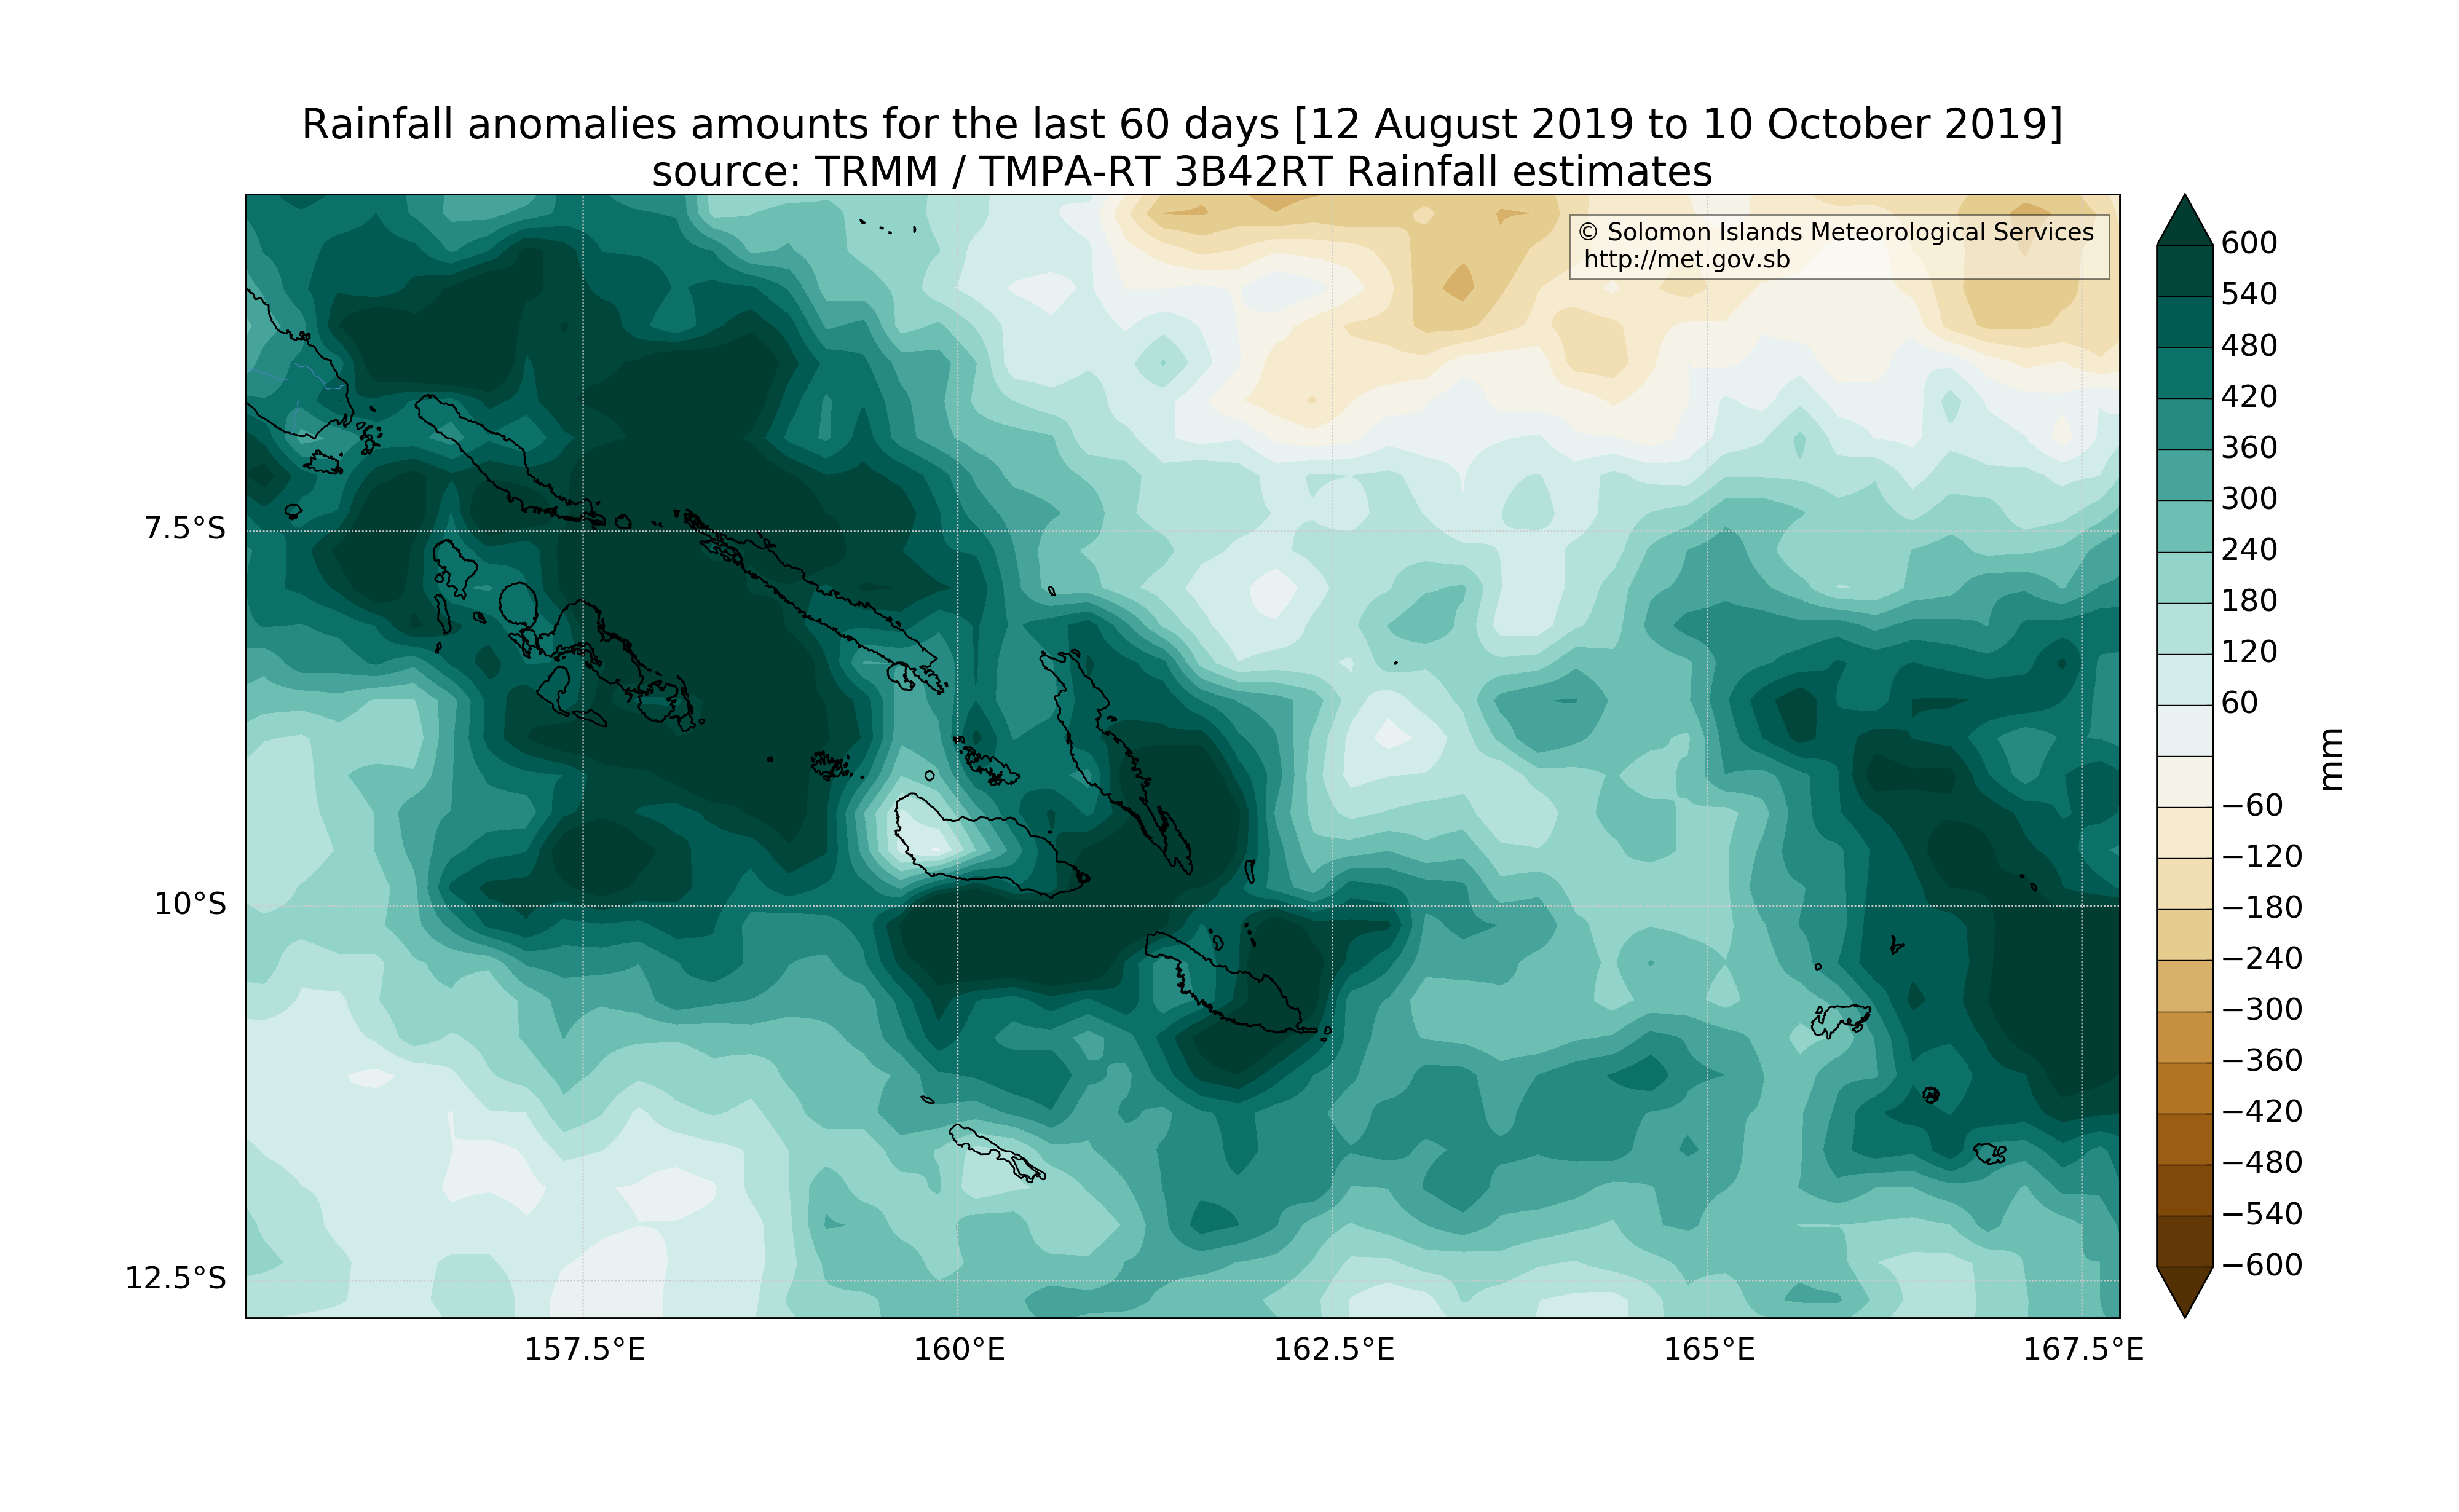 Rainfall anomalies amounts for the last 60 days [12 August 2019 to 10 October 2019]
source: TRMM / TMPA-RT 3B42RT Rainfall estimates
© Solomon Islands Meteorological Services
http://met.gov.sb
7.5°S
10°S
12.5°S
157.5°E
160°E
162.5°E
165°E
167.5°E
600
540
480
420
360
300
240
180
120
60
−60
−120
−180
−240
−300
−360
−420
−480
−540
−600
mm